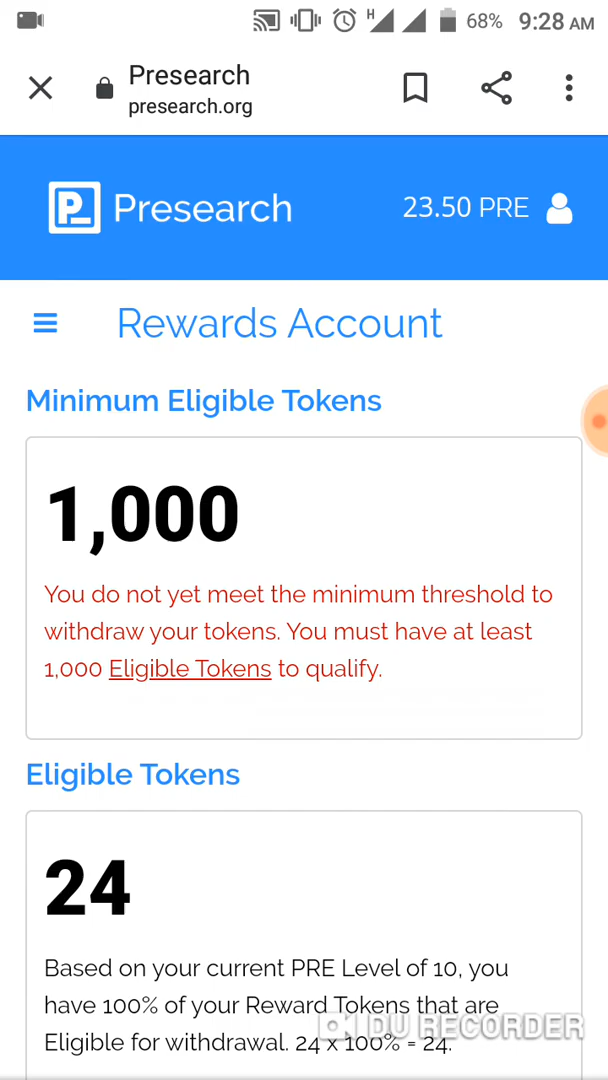 H 68% 9:28 AM
Presearch
presearch.org
Presearch 23.50 PRE
Rewards Account
Minimum Eligible Tokens
1,000
You do not yet meet the minimum threshold to
withdraw your tokens. You must have at least
1,000 Eligible Tokens to qualify.
Eligible Tokens
24
Based on your current PRE Level of 10, you
have 100% of your Reward Tokens that are
Eligible for withdrawal. 24 x 100% = 24.
DU RECORDER